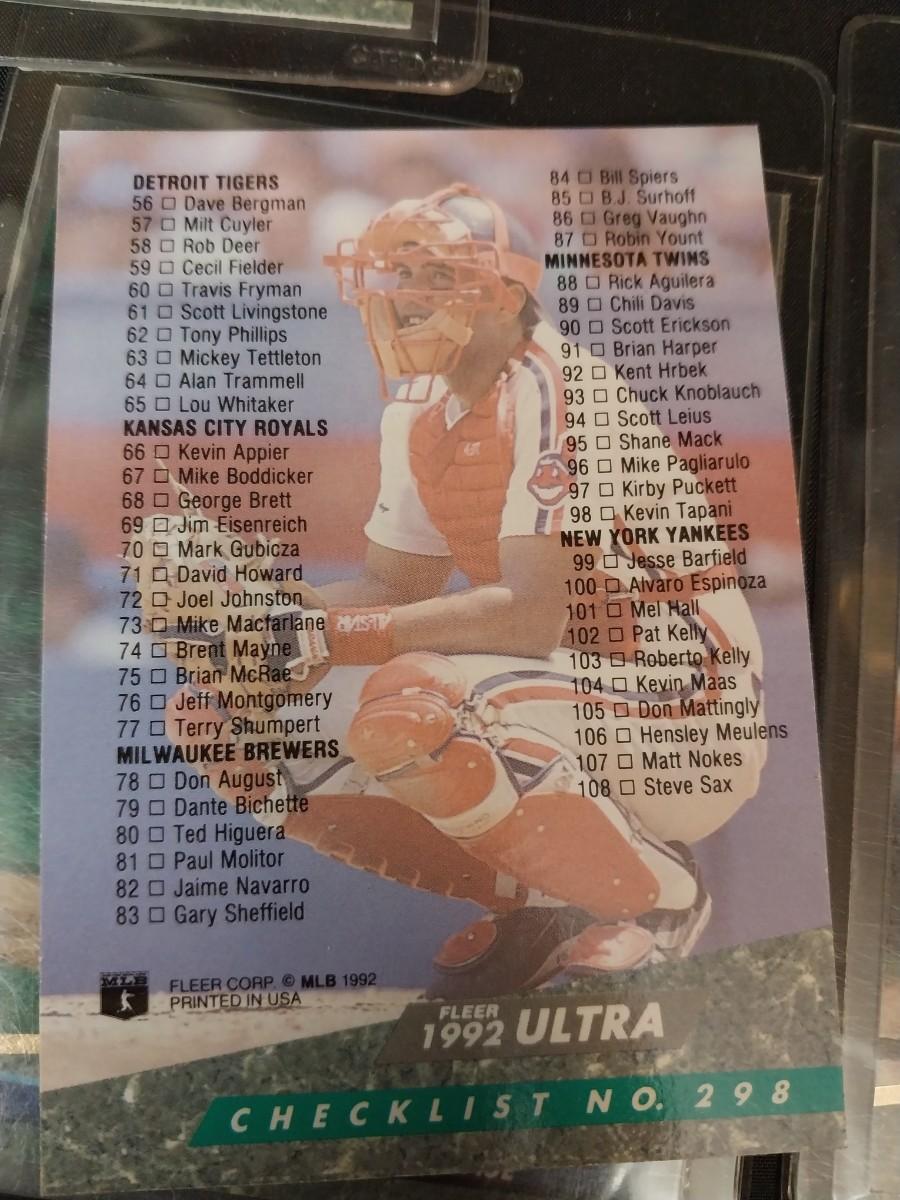 CARD GUARD
DETROIT TIGERS
56 □ Dave Bergman
57 □ Milt Cuyler
58 □ Rob Deer
59 □ Cecil Fielder
60 □ Travis Fryman
61 □ Scott Livingstone
62 □ Tony Phillips
63 □ Mickey Tettleton
64 □ Alan Trammell
65 □ Lou Whitaker
KANSAS CITY ROYALS
66 □ Kevin Appier
67 □ Mike Boddicker
68 □ George Brett
69 □ Jim Eisenreich
70 □ Mark Gubicza
71 □ David Howard
72 □ Joel Johnston
73 □ Mike Macfarlane
74 □ Brent Mayne
75 □ Brian McRae
76 □ Jeff Montgomery
77 □ Terry Shumpert
MILWAUKEE BREWERS
78 □ Don August
79 □ Dante Bichette
80 □ Ted Higuera
81 □ Paul Molitor
82 □ Jaime Navarro
83 □ Gary Sheffield
84 □ Bill Spiers
85 □ B.J. Surhoff
86 □ Greg Vaughn
87 □ Robin Yount
MINNESOTA TWINS
88 □ Rick Aguilera
89 □ Chili Davis
90 □ Scott Erickson
91 □ Brian Harper
92 □ Kent Hrbek
93 □ Chuck Knoblauch
94 □ Scott Leius
95 □ Shane Mack
96 □ Mike Pagliarulo
97 □ Kirby Puckett
98 □ Kevin Tapani
NEW YORK YANKEES
99 □ Jesse Barfield
100 □ Alvaro Espinoza
101 □ Mel Hall
102 □ Pat Kelly
103 □ Roberto Kelly
104 □ Kevin Maas
105 □ Don Mattingly
106 □ Hensley Meulens
107 □ Matt Nokes
108 □ Steve Sax
MLB
FLEER CORP. © MLB 1992
PRINTED IN USA
FLEER
1992 ULTRA
CHECKLIST NO. 298